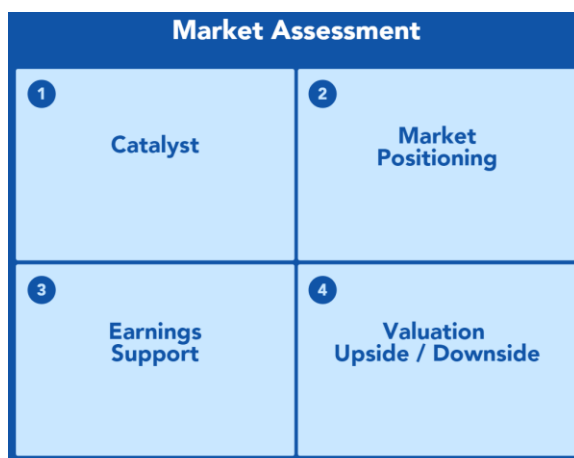 Market Assessment
1
Catalyst
2
Market
Positioning
3
Earnings
Support
4
Valuation
Upside / Downside